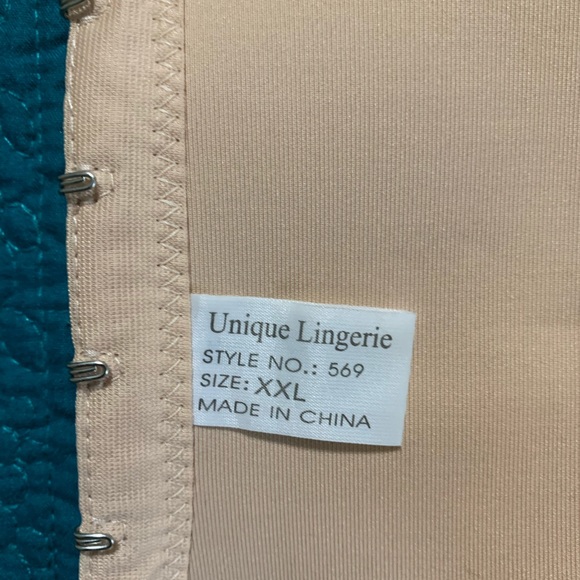 Unique Lingerie
STYLE NO.: 569
SIZE: XXL
MADE IN CHINA